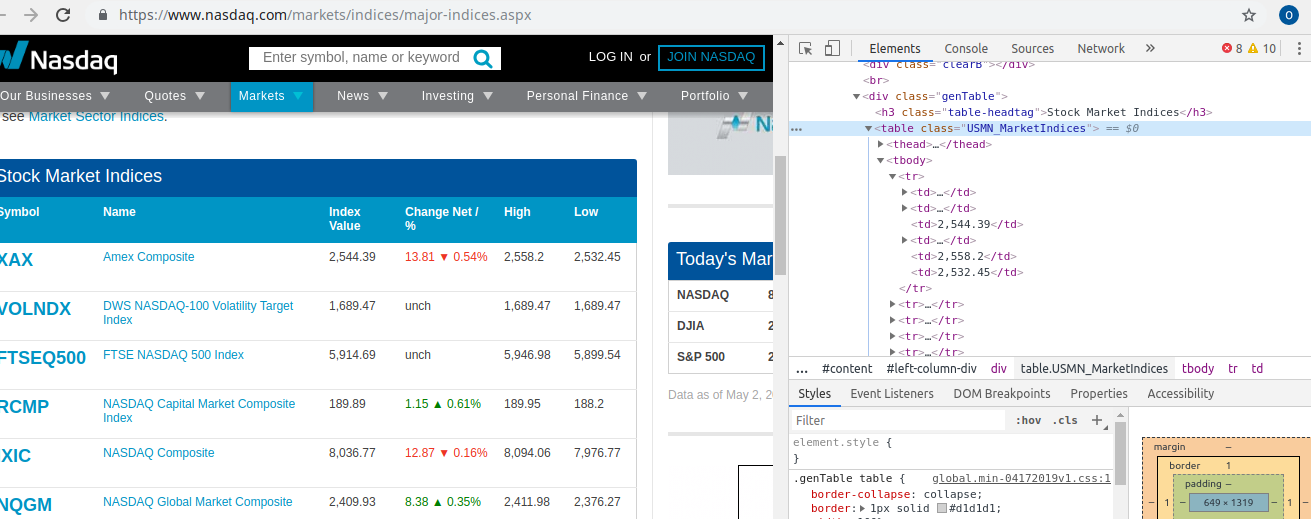 https://www.nasdaq.com/markets/indices/major-indices.aspx
O
Nasdaq
Enter symbol, name or keyword
LOG IN or JOIN NASDAQ
Our Businesses ▼ Quotes ▼ Markets ▼ News ▼ Investing ▼ Personal Finance ▼ Portfolio ▼
see Market Sector Indices.
Stock Market Indices
Symbol Name Index Value Change Net / % High Low
XAX Amex Composite 2,544.39 13.81 ▼ 0.54% 2,558.2 2,532.45
VOLNDX DWS NASDAQ-100 Volatility Target Index 1,689.47 unch 1,689.47 1,689.47
FTSEQ500 FTSE NASDAQ 500 Index 5,914.69 unch 5,946.98 5,899.54
RCMP NASDAQ Capital Market Composite Index 189.89 1.15 ▲ 0.61% 189.95 188.2
IXIC NASDAQ Composite 8,036.77 12.87 ▼ 0.16% 8,094.06 7,976.77
NQGM NASDAQ Global Market Composite 2,409.93 8.38 ▲ 0.35% 2,411.98 2,376.27
Today's Mar
NASDAQ 8
DJIA 2
S&P 500 2
Data as of May 2, 20
Elements Console Sources Network » 8 10
<div class="clearB"></div>
<br>
▼<div class="genTable">
<h3 class="table-headtag">Stock Market Indices</h3>
… ▼<table class="USMN_MarketIndices"> == $0
▶<thead>…</thead>
▼<tbody>
▼<tr>
▶<td>…</td>
▶<td>…</td>
<td>2,544.39</td>
▶<td>…</td>
<td>2,558.2</td>
<td>2,532.45</td>
</tr>
▶<tr>…</tr>
▶<tr>…</tr>
▶<tr>…</tr>
▶<tr>…</tr>
… #content #left-column-div div table.USMN_MarketIndices tbody tr td
Styles Event Listeners DOM Breakpoints Properties Accessibility
Filter :hov .cls +
element.style {
}
.genTable table { global.min-04172019v1.css:1
border-collapse: collapse;
border:▶1px solid #d1d1d1;
margin –
border 1
padding –
– 1 – 649 × 1319 – 1 –